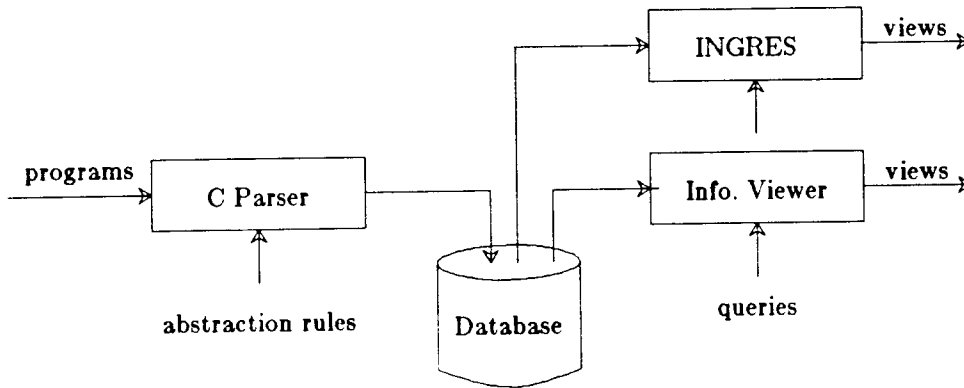 views
INGRES
programs
views
C Parser
Info. Viewer
abstraction rules
Database
queries